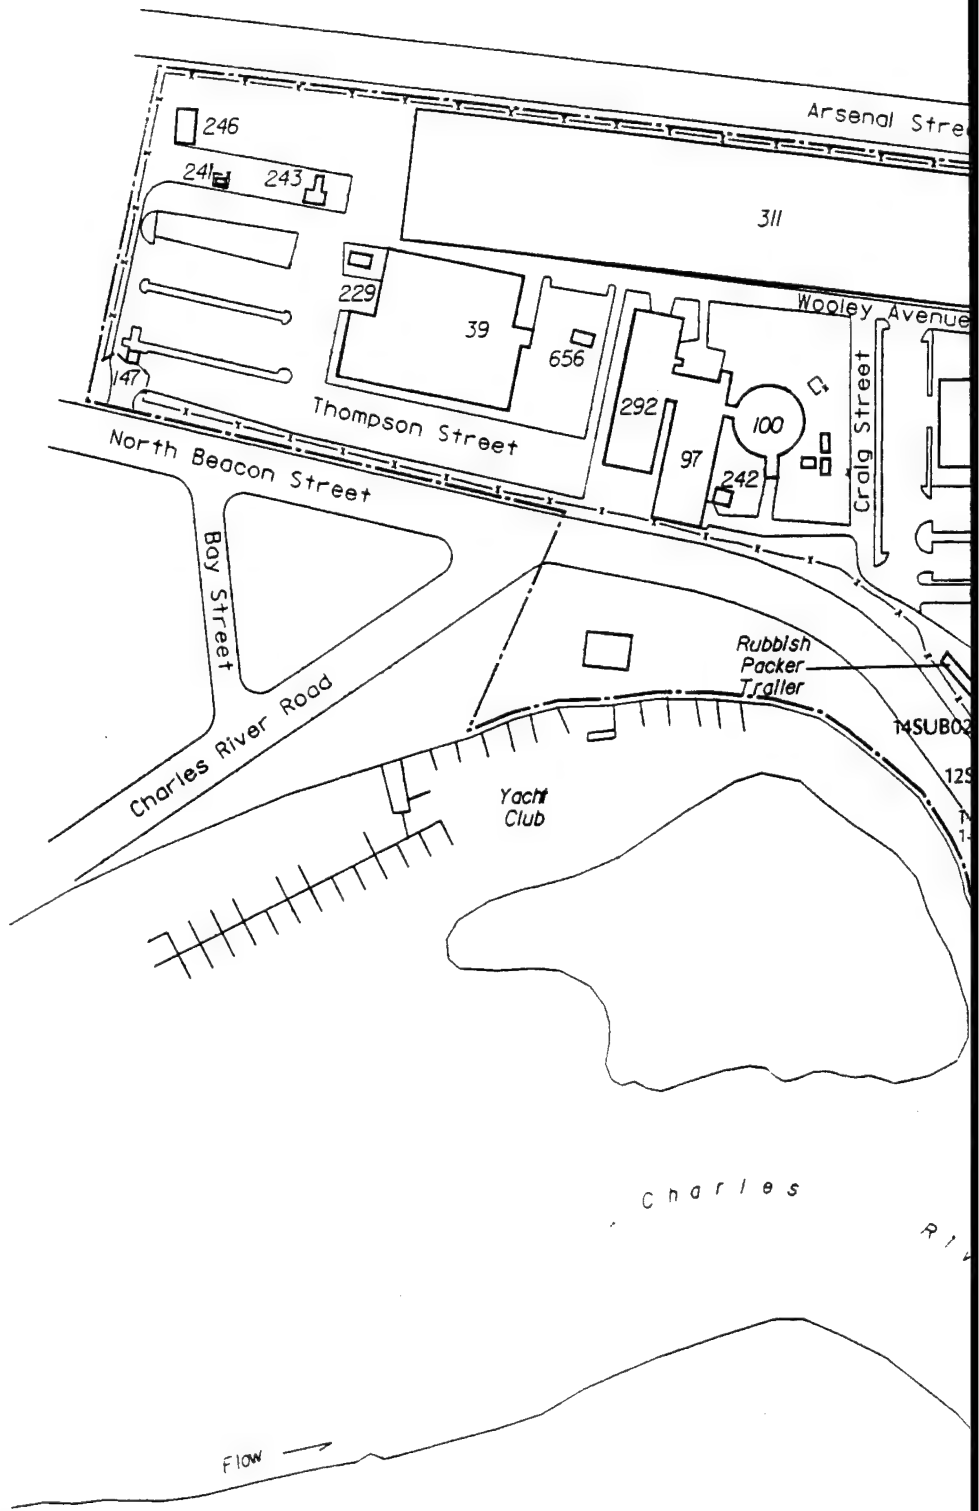 Arsenal Stre
246
241
243
311
229
39
656
Wooley Avenue
147
292
97
100
242
Craig Street
Thompson Street
North Beacon Street
Bay Street
Charles River Road
Rubbish
Packer
Trailer
14SUB02
12S
Yacht
Club
Charles
Riv
Flow